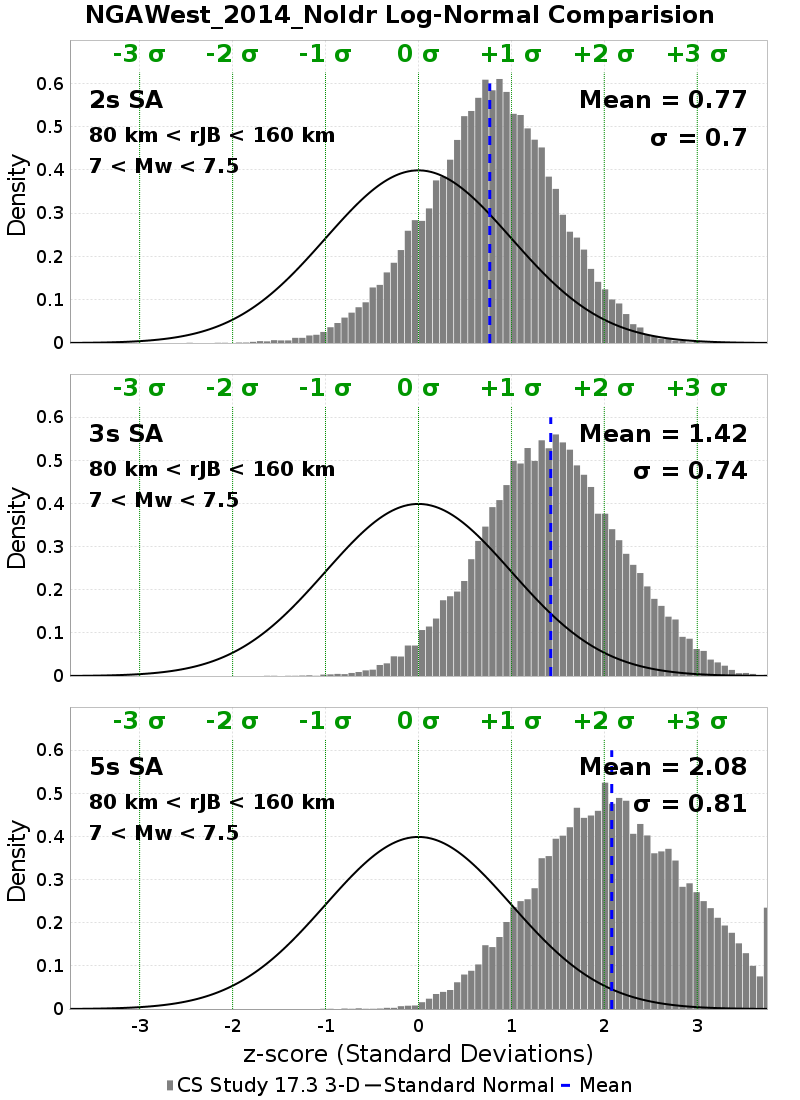 NGAWest_2014_NoIdr Log-Normal Comparision
-3 σ -2 σ -1 σ 0 σ +1 σ +2 σ +3 σ
2s SA
80 km < rJB < 160 km
7 < Mw < 7.5
Mean = 0.77
σ = 0.7
Density
0.6
0.5
0.4
0.3
0.2
0.1
0
-3 σ -2 σ -1 σ 0 σ +1 σ +2 σ +3 σ
3s SA
80 km < rJB < 160 km
7 < Mw < 7.5
Mean = 1.42
σ = 0.74
Density
0.6
0.5
0.4
0.3
0.2
0.1
0
-3 σ -2 σ -1 σ 0 σ +1 σ +2 σ +3 σ
5s SA
80 km < rJB < 160 km
7 < Mw < 7.5
Mean = 2.08
σ = 0.81
Density
0.6
0.5
0.4
0.3
0.2
0.1
0
-3 -2 -1 0 1 2 3
z-score (Standard Deviations)
CS Study 17.3 3-D Standard Normal Mean